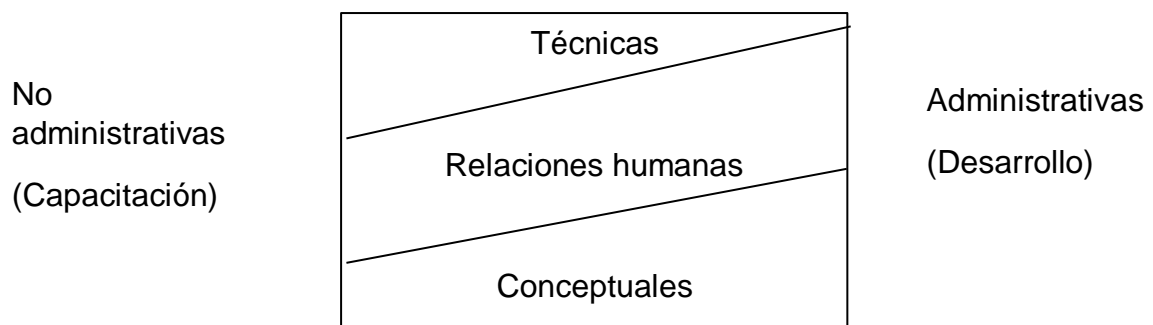 No
administrativas
(Capacitación)
Técnicas
Relaciones humanas
Conceptuales
Administrativas
(Desarrollo)